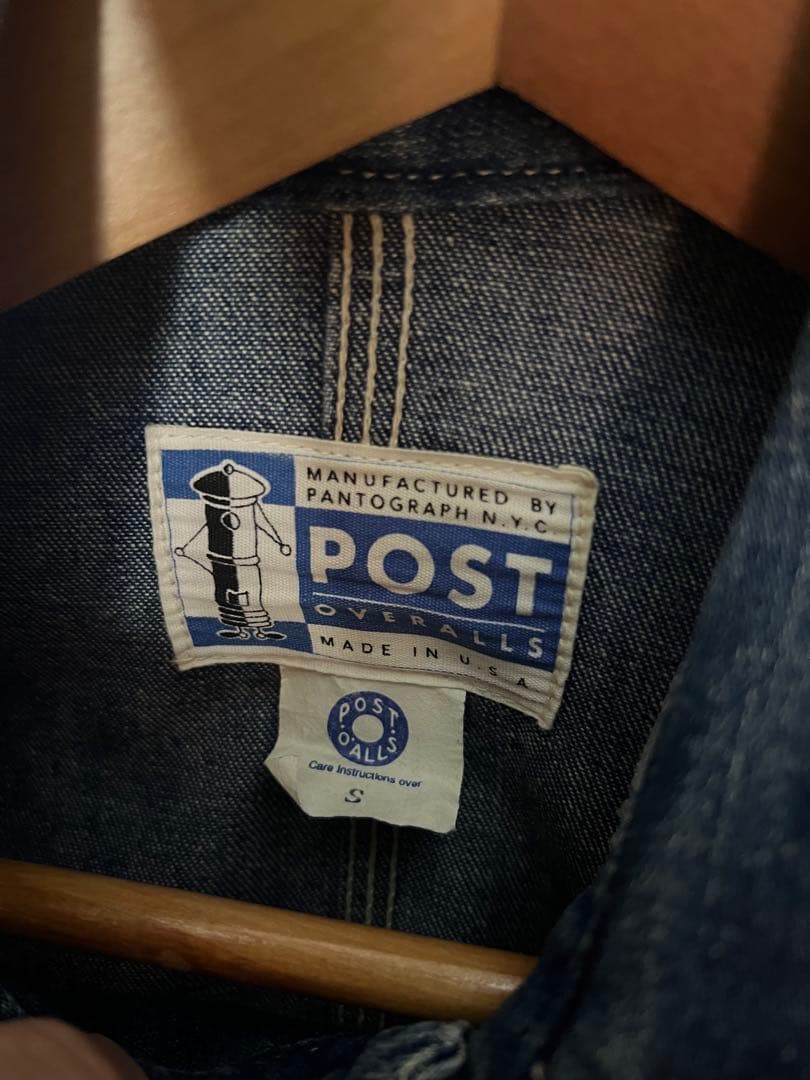 MANUFACTURED BY
PANTOGRAPH N.Y.C.
POST
OVERALLS
MADE IN U.S.A
POST
O'ALLS
Care Instructions over
S